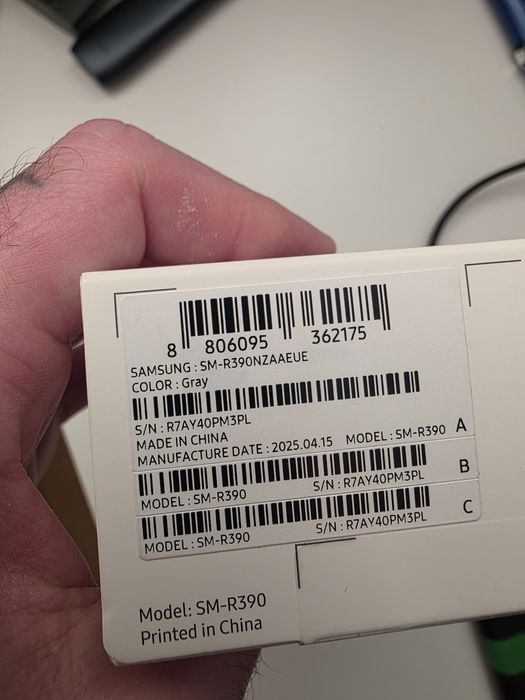 8 806095 362175
SAMSUNG : SM-R390NZAAEUE
COLOR : Gray
S/N : R7AY40PM3PL
MADE IN CHINA
MANUFACTURE DATE : 2025.04.15 MODEL : SM-R390 A
MODEL : SM-R390 S/N : R7AY40PM3PL B
MODEL : SM-R390 S/N : R7AY40PM3PL C
Model: SM-R390
Printed in China